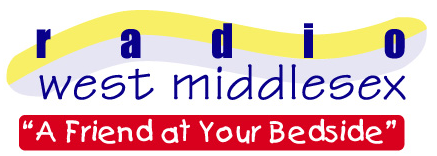 radio
west middlesex
“A Friend at Your Bedside”